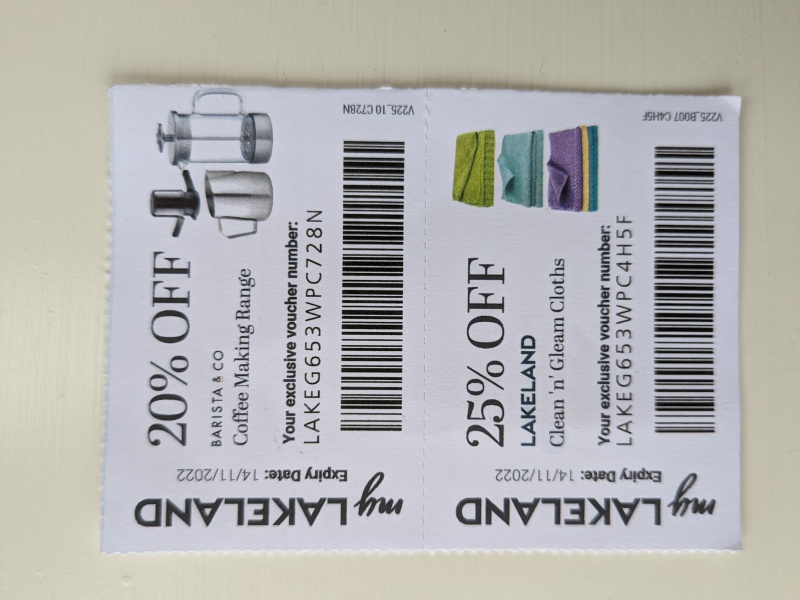 my LAKELAND
Expiry Date: 14/11/2022
20% OFF
BARISTA & CO
Coffee Making Range
Your exclusive voucher number:
LAKEG653WPC728N
V225_10 C728N
my LAKELAND
Expiry Date: 14/11/2022
25% OFF
LAKELAND
Clean 'n' Gleam Cloths
Your exclusive voucher number:
LAKEG653WPC4H5F
V225_B007 C4H5F